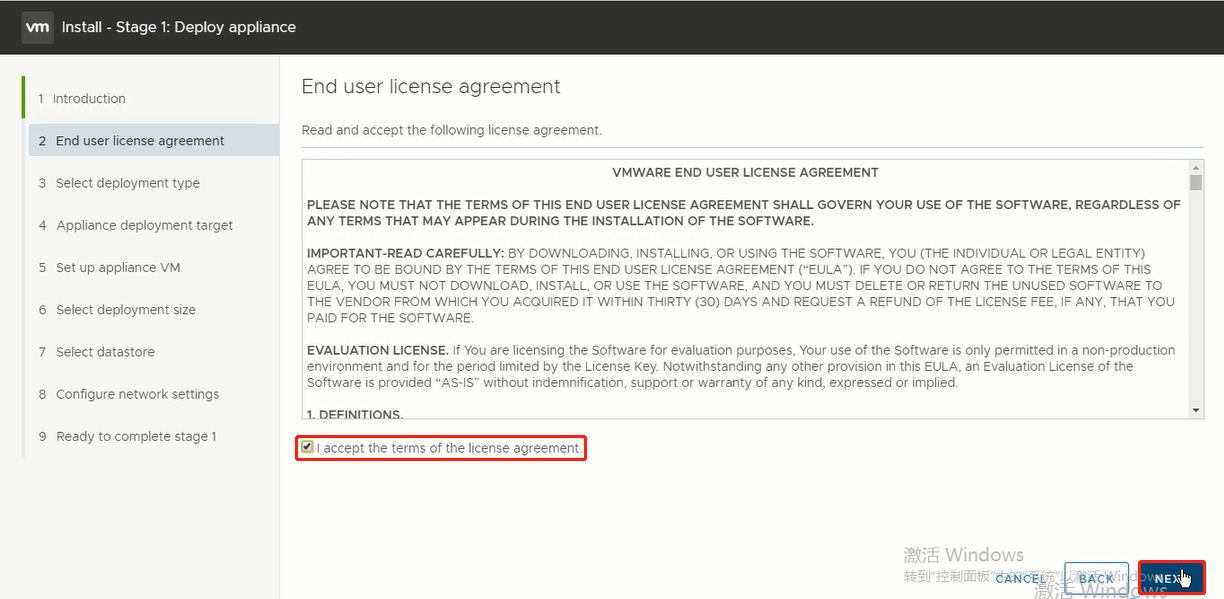 vm Install - Stage 1: Deploy appliance
1 Introduction
2 End user license agreement
3 Select deployment type
4 Appliance deployment target
5 Set up appliance VM
6 Select deployment size
7 Select datastore
8 Configure network settings
9 Ready to complete stage 1
End user license agreement
Read and accept the following license agreement.
VMWARE END USER LICENSE AGREEMENT
PLEASE NOTE THAT THE TERMS OF THIS END USER LICENSE AGREEMENT SHALL GOVERN YOUR USE OF THE SOFTWARE, REGARDLESS OF
ANY TERMS THAT MAY APPEAR DURING THE INSTALLATION OF THE SOFTWARE.
IMPORTANT-READ CAREFULLY: BY DOWNLOADING, INSTALLING, OR USING THE SOFTWARE, YOU (THE INDIVIDUAL OR LEGAL ENTITY)
AGREE TO BE BOUND BY THE TERMS OF THIS END USER LICENSE AGREEMENT (“EULA”). IF YOU DO NOT AGREE TO THE TERMS OF THIS
EULA, YOU MUST NOT DOWNLOAD, INSTALL, OR USE THE SOFTWARE, AND YOU MUST DELETE OR RETURN THE UNUSED SOFTWARE TO
THE VENDOR FROM WHICH YOU ACQUIRED IT WITHIN THIRTY (30) DAYS AND REQUEST A REFUND OF THE LICENSE FEE, IF ANY, THAT YOU
PAID FOR THE SOFTWARE.
EVALUATION LICENSE. If You are licensing the Software for evaluation purposes, Your use of the Software is only permitted in a non-production
environment and for the period limited by the License Key. Notwithstanding any other provision in this EULA, an Evaluation License of the
Software is provided “AS-IS” without indemnification, support or warranty of any kind, expressed or implied.
1. DEFINITIONS.
I accept the terms of the license agreement.
激活 Windows
转到"控制面板"中的"系统"以激活 Windows
CANCEL BACK NEXT
激活 Windows